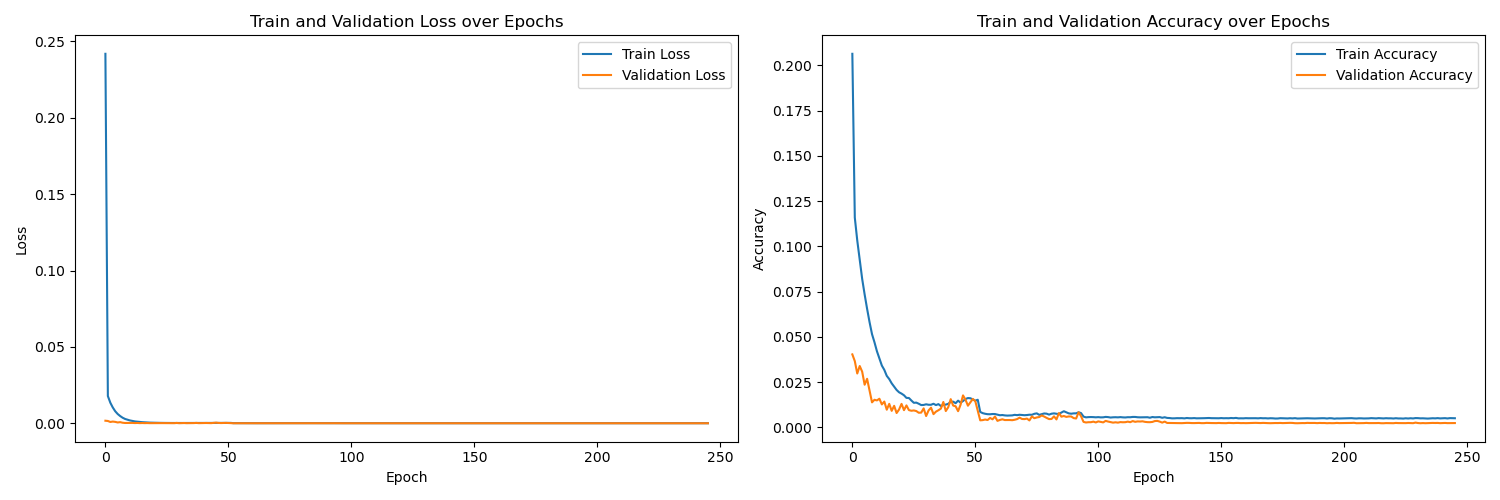 Train and Validation Loss over Epochs
Train Loss
Validation Loss
0.25
0.20
0.15
0.10
0.05
0.00
Loss
0
50
100
150
200
250
Epoch
Train and Validation Accuracy over Epochs
Train Accuracy
Validation Accuracy
0.200
0.175
0.150
0.125
0.100
0.075
0.050
0.025
0.000
Accuracy
0
50
100
150
200
250
Epoch